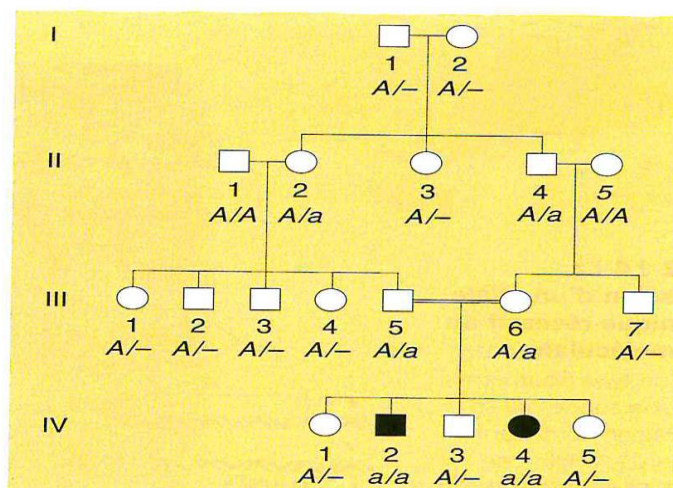 I
1 2
A/– A/–
II
1 2 3 4 5
A/A A/a A/– A/a A/A
III
1 2 3 4 5 6 7
A/– A/– A/– A/– A/a A/a A/–
IV
1 2 3 4 5
A/– a/a A/– a/a A/–